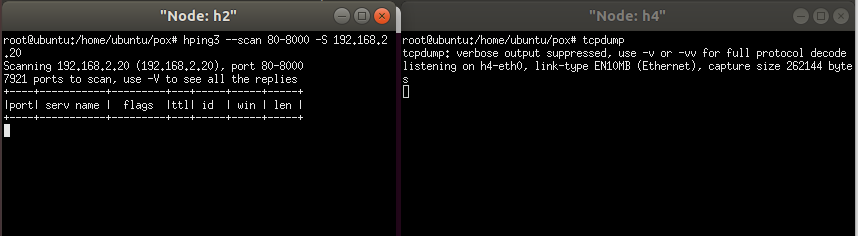 "Node: h2"
root@ubuntu:/home/ubuntu/pox# hping3 --scan 80-8000 -S 192.168.2
.20
Scanning 192.168.2.20 (192.168.2.20), port 80-8000
7921 ports to scan, use -V to see all the replies
+----+-----------+---------+---+-----+-----+-----+
|port| serv name |  flags  |ttl| id  | win | len |
+----+-----------+---------+---+-----+-----+-----+
"Node: h4"
root@ubuntu:/home/ubuntu/pox# tcpdump
tcpdump: verbose output suppressed, use -v or -vv for full protocol decode
listening on h4-eth0, link-type EN10MB (Ethernet), capture size 262144 byte
s